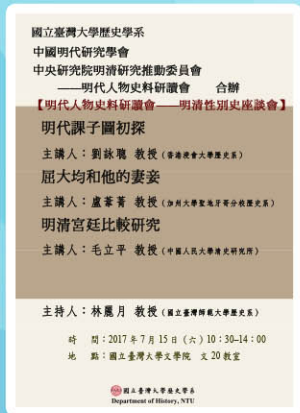 國立臺灣大學歷史學系
中國明代研究學會
中央研究院明清研究推動委員會
——明代人物史料研讀會　合辦
【明代人物史料研讀會——明清性別史座談會】
明代課子圖初探
主講人：劉詠聰 教授（香港浸會大學歷史系）
屈大均和他的妻妾
主講人：盧葦菁 教授（加州大學聖地牙哥分校歷史系）
明清宮廷比較研究
主講人：毛立平 教授（中國人民大學清史研究所）
主持人：林麗月 教授（國立臺灣師範大學歷史系）
時　間：2017年7月15日（六）10:30-14:00
地　點：國立臺灣大學文學院　文20教室
國立臺灣大學歷史學系
Department of History, NTU